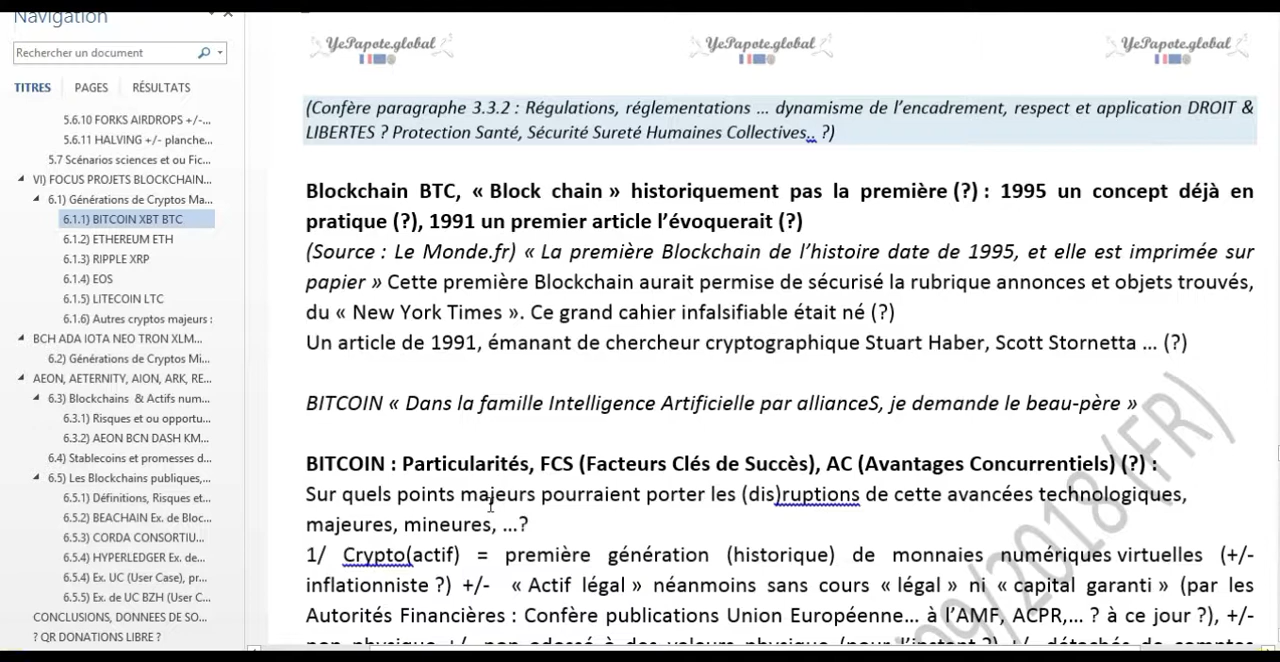 Navigation
Rechercher un document
TITRES PAGES RÉSULTATS
5.6.10 FORKS AIRDROPS +/-...
5.6.11 HALVING +/- planche...
5.7 Scénarios sciences et ou Fic...
VI) FOCUS PROJETS BLOCKCHAIN...
6.1) Générations de Cryptos Ma...
6.1.1) BITCOIN XBT BTC
6.1.2) ETHEREUM ETH
6.1.3) RIPPLE XRP
6.1.4) EOS
6.1.5) LITECOIN LTC
6.1.6) Autres cryptos majeurs :
BCH ADA IOTA NEO TRON XLM...
6.2) Générations de Cryptos Mi...
AEON, AETERNITY, AION, ARK, RE...
6.3) Blockchains & Actifs num...
6.3.1) Risques et ou opportu...
6.3.2) AEON BCN DASH KM...
6.4) Stablecoins et promesses d...
6.5) Les Blockchains publiques,...
6.5.1) Définitions, Risques et...
6.5.2) BEACHAIN Ex. de Bloc...
6.5.3) CORDA CONSORTIU...
6.5.4) HYPERLEDGER Ex. de...
6.5.4) Ex. UC (User Case), pr...
6.5.5) Ex. de UC BZH (User C...
CONCLUSIONS, DONNEES DE SO...
? QR DONATIONS LIBRE ?
YePapote.global YePapote.global YePapote.global
(Confère paragraphe 3.3.2 : Régulations, réglementations ... dynamisme de l'encadrement, respect et application DROIT &
LIBERTES ? Protection Santé, Sécurité Sureté Humaines Collectives.. ?)
Blockchain BTC, « Block chain » historiquement pas la première (?) : 1995 un concept déjà en
pratique (?), 1991 un premier article l'évoquerait (?)
(Source : Le Monde.fr) « La première Blockchain de l'histoire date de 1995, et elle est imprimée sur
papier » Cette première Blockchain aurait permise de sécurisé la rubrique annonces et objets trouvés,
du « New York Times ». Ce grand cahier infalsifiable était né (?)
Un article de 1991, émanant de chercheur cryptographique Stuart Haber, Scott Stornetta ... (?)
BITCOIN « Dans la famille Intelligence Artificielle par allianceS, je demande le beau-père »
BITCOIN : Particularités, FCS (Facteurs Clés de Succès), AC (Avantages Concurrentiels) (?) :
Sur quels points majeurs pourraient porter les (dis)ruptions de cette avancées technologiques,
majeures, mineures, ...?
1/ Crypto(actif) = première génération (historique) de monnaies numériques virtuelles (+/-
inflationniste ?) +/- « Actif légal » néanmoins sans cours « légal » ni « capital garanti » (par les
Autorités Financières : Confère publications Union Européenne... à l'AMF, ACPR,... ? à ce jour ?), +/-
non physique +/- non adossé à des valeurs physique (pour l'instant ?) +/- détachés de comptes
09/2018 (FR)